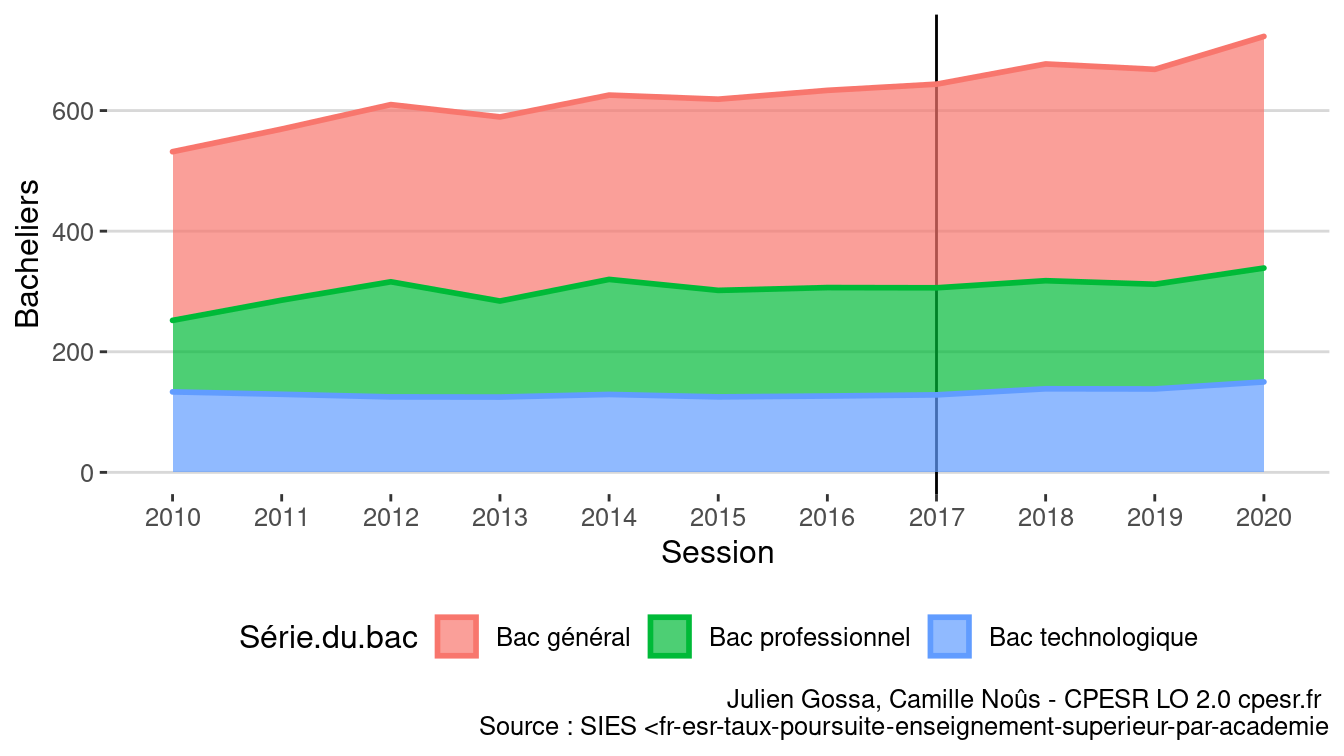 Bacheliers
600
400
200
0
2010 2011 2012 2013 2014 2015 2016 2017 2018 2019 2020
Session
Série.du.bac Bac général Bac professionnel Bac technologique
Julien Gossa, Camille Noûs - CPESR LO 2.0 cpesr.fr
Source : SIES <fr-esr-taux-poursuite-enseignement-superieur-par-academie